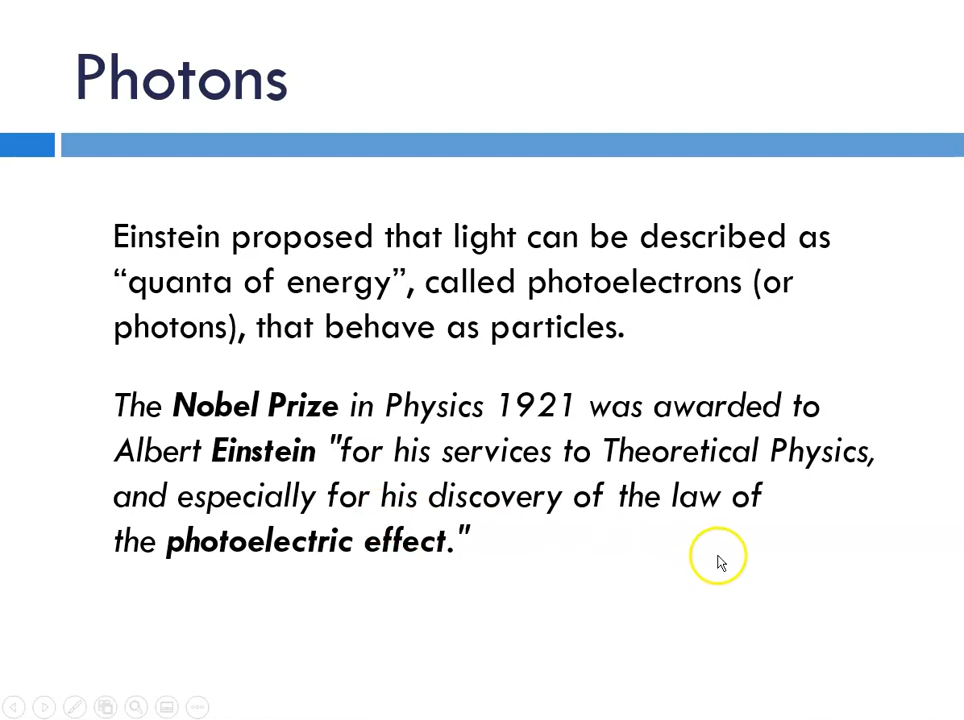 Photons
Einstein proposed that light can be described as
“quanta of energy”, called photoelectrons (or
photons), that behave as particles.
The Nobel Prize in Physics 1921 was awarded to
Albert Einstein "for his services to Theoretical Physics,
and especially for his discovery of the law of
the photoelectric effect."